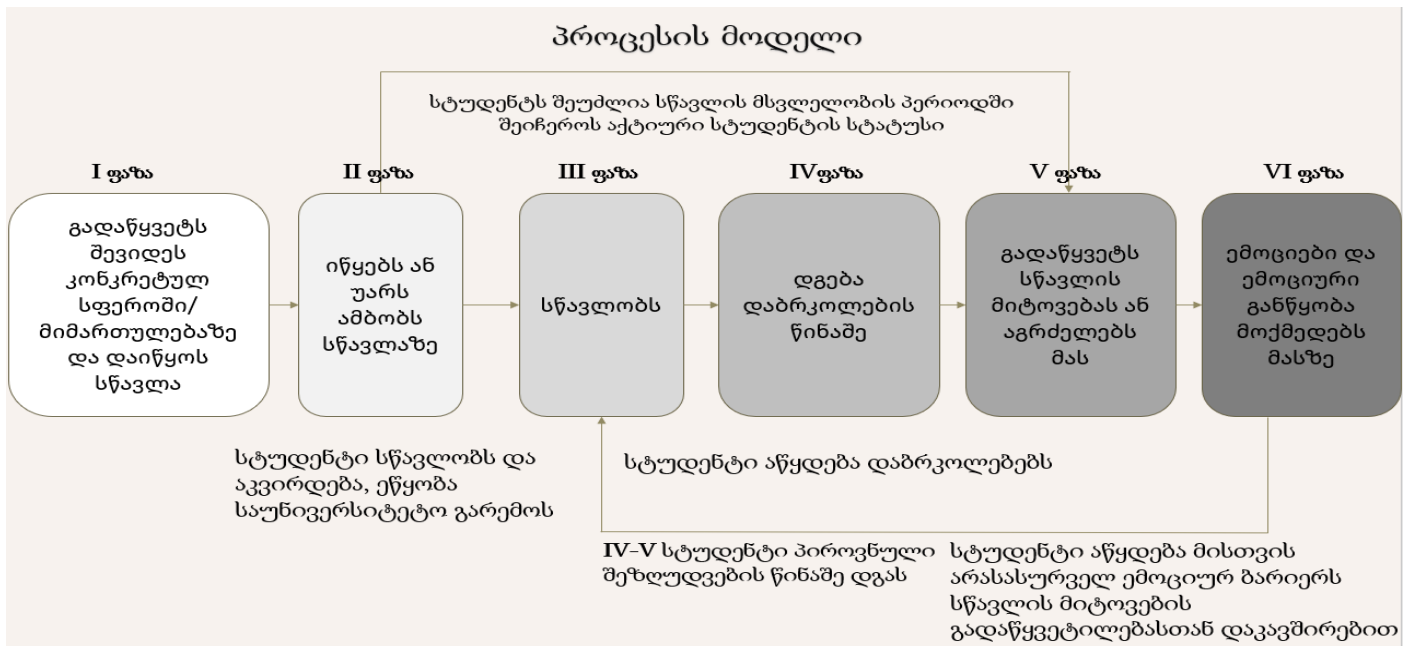 პროცესის მოდელი
სტუდენტს შეუძლია სწავლის მსვლელობის პერიოდში
შეიჩეროს აქტიური სტუდენტის სტატუსი
I ფაზა
II ფაზა
III ფაზა
IVფაზა
V ფაზა
VI ფაზა
გადაწყვეტს
შევიდეს
კონკრეტულ
სფეროში/
მიმართულებაზე
და დაიწყოს
სწავლა
იწყებს ან
უარს
ამბობს
სწავლაზე
სწავლობს
დგება
დაბრკოლების
წინაშე
გადაწყვეტს
სწავლის
მიტოვებას ან
აგრძელებს
მას
ემოციები და
ემოციური
განწყობა
მოქმედებს
მასზე
სტუდენტი სწავლობს და
აკვირდება, ეწყობა
საუნივერსიტეტო გარემოს
სტუდენტი აწყდება დაბრკოლებებს
IV-V სტუდენტი პიროვნული
შეზღუდვების წინაშე დგას
სტუდენტი აწყდება მისთვის
არასასურველ ემოციურ ბარიერს
სწავლის მიტოვების
გადაწყვეტილებასთან დაკავშირებით